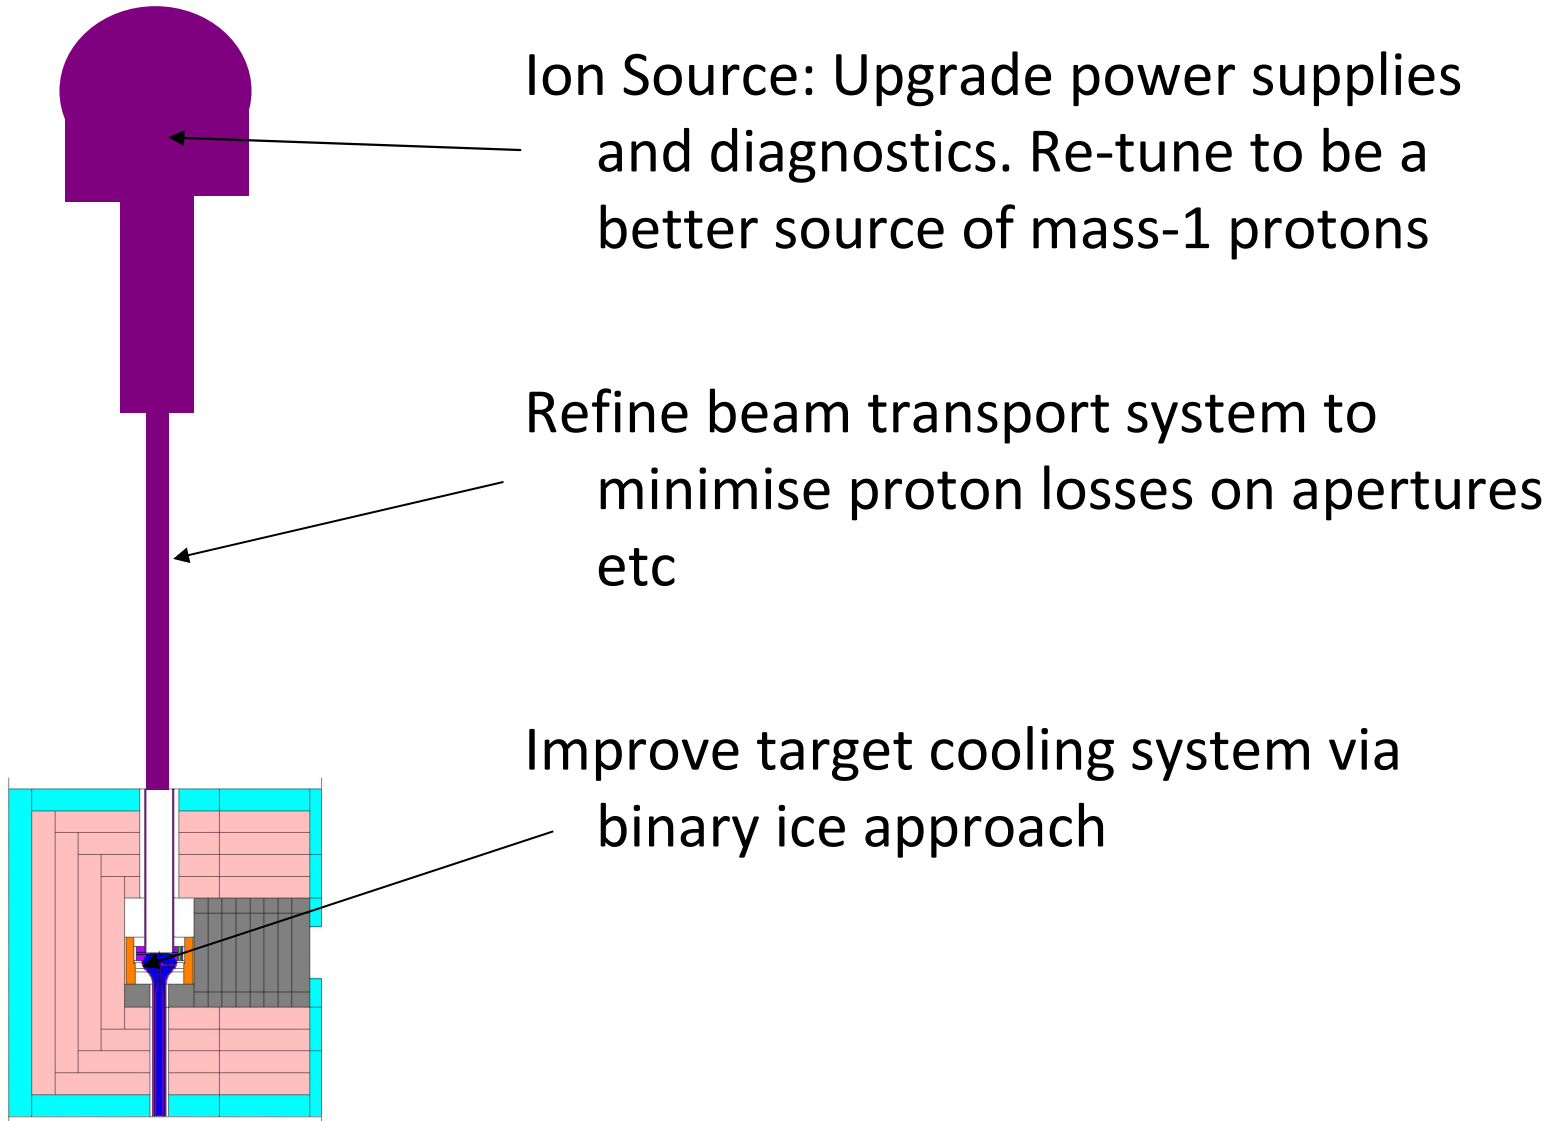 Ion Source: Upgrade power supplies
and diagnostics. Re-tune to be a
better source of mass-1 protons
Refine beam transport system to
minimise proton losses on apertures
etc
Improve target cooling system via
binary ice approach